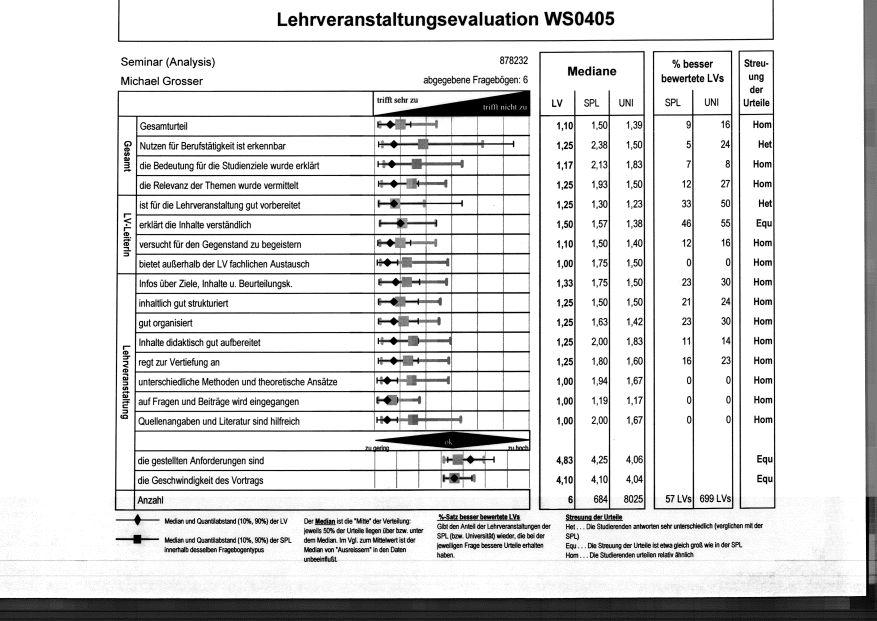 Lehrveranstaltungsevaluation WS0405
Seminar (Analysis) 878232
Michael Grosser abgegebene Fragebögen: 6
Mediane % besser bewertete LVs Streu-ung der Urteile
trifft sehr zu trifft nicht zu LV SPL UNI SPL UNI
Gesamt
Gesamturteil 1,10 1,50 1,39 9 16 Hom
Nutzen für Berufstätigkeit ist erkennbar 1,25 2,38 1,50 5 24 Het
die Bedeutung für die Studienziele wurde erklärt 1,17 2,13 1,83 7 8 Hom
die Relevanz der Themen wurde vermittelt 1,25 1,93 1,50 12 27 Hom
LV-LeiterIn
ist für die Lehrveranstaltung gut vorbereitet 1,25 1,30 1,23 33 50 Het
erklärt die Inhalte verständlich 1,50 1,57 1,38 46 55 Equ
versucht für den Gegenstand zu begeistern 1,10 1,50 1,40 12 16 Hom
bietet außerhalb der LV fachlichen Austausch 1,00 1,75 1,50 0 0 Hom
Lehrveranstaltung
Infos über Ziele, Inhalte u. Beurteilungsk. 1,33 1,75 1,50 23 30 Hom
inhaltlich gut strukturiert 1,25 1,50 1,50 21 24 Hom
gut organisiert 1,25 1,63 1,42 23 30 Hom
Inhalte didaktisch gut aufbereitet 1,25 2,00 1,83 11 14 Hom
regt zur Vertiefung an 1,25 1,80 1,60 16 23 Hom
unterschiedliche Methoden und theoretische Ansätze 1,00 1,94 1,67 0 0 Hom
auf Fragen und Beiträge wird eingegangen 1,00 1,19 1,17 0 0 Hom
Quellenangaben und Literatur sind hilfreich 1,00 2,00 1,67 0 0 Hom
zu gering ok zu hoch
die gestellten Anforderungen sind 4,83 4,25 4,06 Equ
die Geschwindigkeit des Vortrags 4,10 4,10 4,04 Equ
Anzahl 6 684 8025 57 LVs 699 LVs
Median und Quantilabstand (10%, 90%) der LV
Median und Quantilabstand (10%, 90%) der SPL
innerhalb desselben Fragebogentypus
Der Median ist die "Mitte" der Verteilung:
jeweils 50% der Urteile liegen über bzw. unter
dem Median. Im Vgl. zum Mittelwert ist der
Median von "Ausreissern" in den Daten
unbeeinflußt.
%-Satz besser bewertete LVs
Gibt den Anteil der Lehrveranstaltungen der
SPL (bzw. Universität) wieder, die bei der
jeweiligen Frage bessere Urteile erhalten
haben.
Streuung der Urteile
Het . . . Die Studierenden antworten sehr unterschiedlich (verglichen mit der
SPL)
Equ . . . Die Streuung der Urteile ist etwa gleich groß wie in der SPL
Hom . . . Die Studierenden urteilen relativ ähnlich